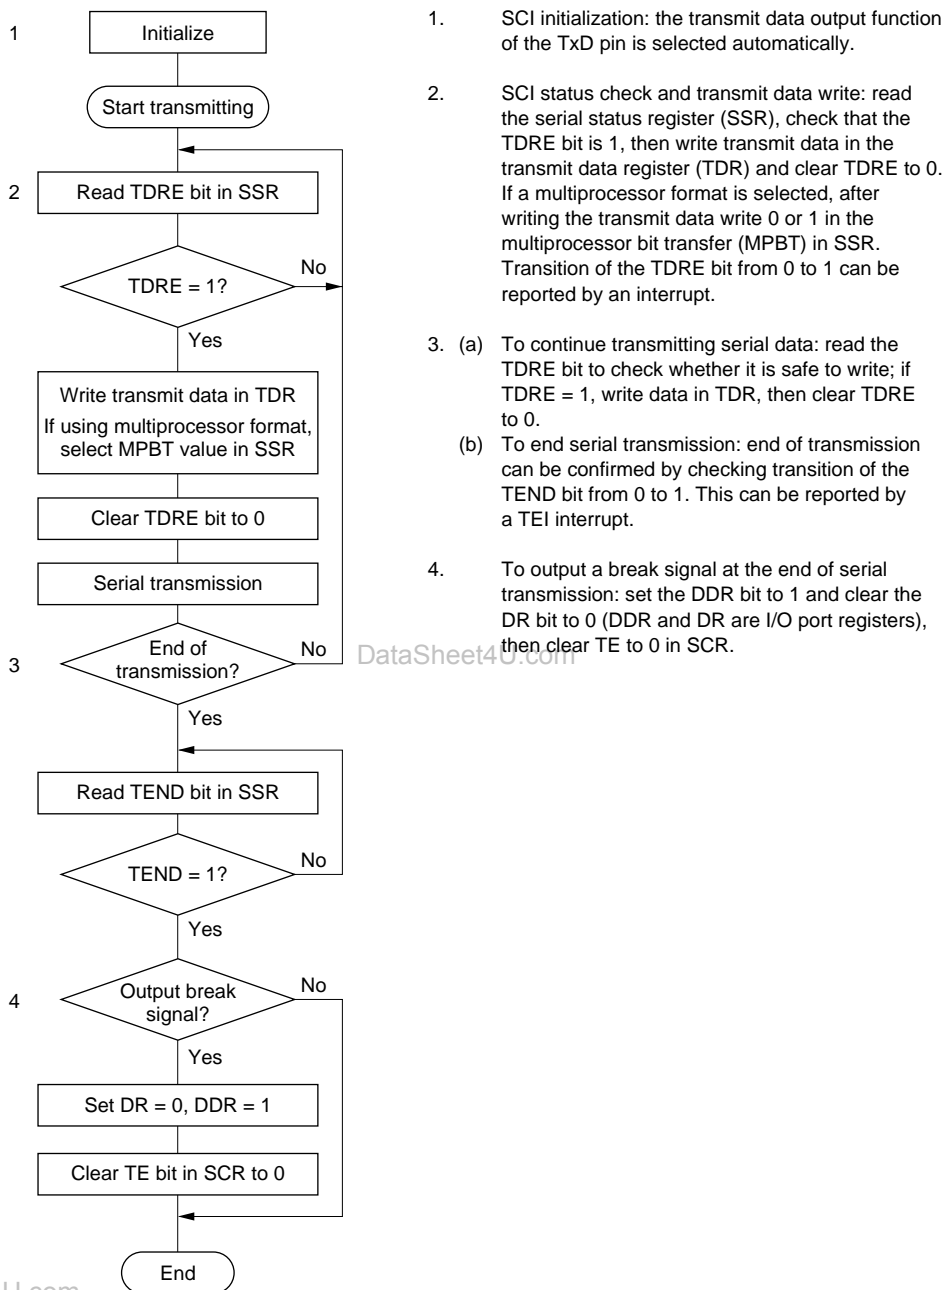 1
Initialize
Start transmitting
2
Read TDRE bit in SSR
TDRE = 1?
No
Yes
Write transmit data in TDR
If using multiprocessor format,
select MPBT value in SSR
Clear TDRE bit to 0
Serial transmission
3
End of
transmission?
No
Yes
Read TEND bit in SSR
TEND = 1?
No
Yes
4
Output break
signal?
No
Yes
Set DR = 0, DDR = 1
Clear TE bit in SCR to 0
End
1. SCI initialization: the transmit data output function
of the TxD pin is selected automatically.
2. SCI status check and transmit data write: read
the serial status register (SSR), check that the
TDRE bit is 1, then write transmit data in the
transmit data register (TDR) and clear TDRE to 0.
If a multiprocessor format is selected, after
writing the transmit data write 0 or 1 in the
multiprocessor bit transfer (MPBT) in SSR.
Transition of the TDRE bit from 0 to 1 can be
reported by an interrupt.
3. (a) To continue transmitting serial data: read the
TDRE bit to check whether it is safe to write; if
TDRE = 1, write data in TDR, then clear TDRE
to 0.
(b) To end serial transmission: end of transmission
can be confirmed by checking transition of the
TEND bit from 0 to 1. This can be reported by
a TEI interrupt.
4. To output a break signal at the end of serial
transmission: set the DDR bit to 1 and clear the
DR bit to 0 (DDR and DR are I/O port registers),
then clear TE to 0 in SCR.
DataSheet4U.com